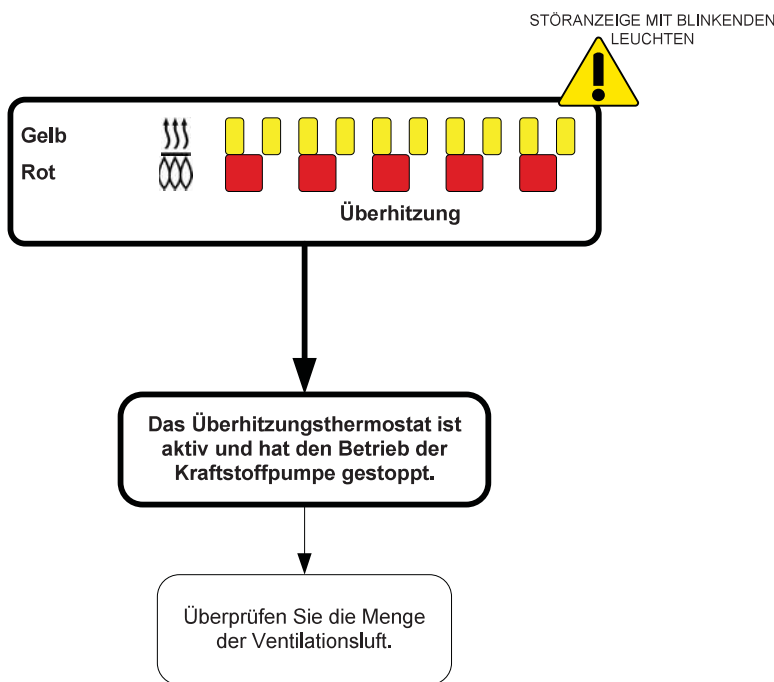 STÖRANZEIGE MIT BLINKENDEN
LEUCHTEN
Gelb
Rot
Überhitzung
Das Überhitzungsthermostat ist
aktiv und hat den Betrieb der
Kraftstoffpumpe gestoppt.
Überprüfen Sie die Menge
der Ventilationsluft.